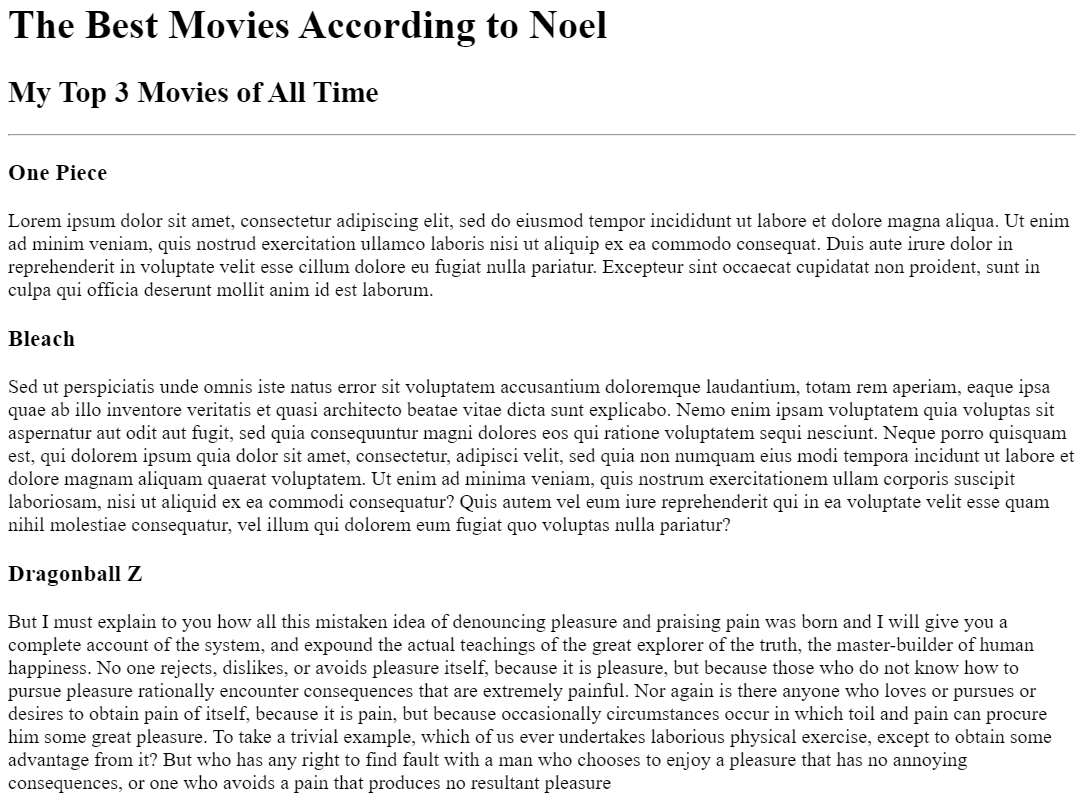 The Best Movies According to Noel
My Top 3 Movies of All Time
One Piece
Lorem ipsum dolor sit amet, consectetur adipiscing elit, sed do eiusmod tempor incididunt ut labore et dolore magna aliqua. Ut enim
ad minim veniam, quis nostrud exercitation ullamco laboris nisi ut aliquip ex ea commodo consequat. Duis aute irure dolor in
reprehenderit in voluptate velit esse cillum dolore eu fugiat nulla pariatur. Excepteur sint occaecat cupidatat non proident, sunt in
culpa qui officia deserunt mollit anim id est laborum.
Bleach
Sed ut perspiciatis unde omnis iste natus error sit voluptatem accusantium doloremque laudantium, totam rem aperiam, eaque ipsa
quae ab illo inventore veritatis et quasi architecto beatae vitae dicta sunt explicabo. Nemo enim ipsam voluptatem quia voluptas sit
aspernatur aut odit aut fugit, sed quia consequuntur magni dolores eos qui ratione voluptatem sequi nesciunt. Neque porro quisquam
est, qui dolorem ipsum quia dolor sit amet, consectetur, adipisci velit, sed quia non numquam eius modi tempora incidunt ut labore et
dolore magnam aliquam quaerat voluptatem. Ut enim ad minima veniam, quis nostrum exercitationem ullam corporis suscipit
laboriosam, nisi ut aliquid ex ea commodi consequatur? Quis autem vel eum iure reprehenderit qui in ea voluptate velit esse quam
nihil molestiae consequatur, vel illum qui dolorem eum fugiat quo voluptas nulla pariatur?
Dragonball Z
But I must explain to you how all this mistaken idea of denouncing pleasure and praising pain was born and I will give you a
complete account of the system, and expound the actual teachings of the great explorer of the truth, the master-builder of human
happiness. No one rejects, dislikes, or avoids pleasure itself, because it is pleasure, but because those who do not know how to
pursue pleasure rationally encounter consequences that are extremely painful. Nor again is there anyone who loves or pursues or
desires to obtain pain of itself, because it is pain, but because occasionally circumstances occur in which toil and pain can procure
him some great pleasure. To take a trivial example, which of us ever undertakes laborious physical exercise, except to obtain some
advantage from it? But who has any right to find fault with a man who chooses to enjoy a pleasure that has no annoying
consequences, or one who avoids a pain that produces no resultant pleasure